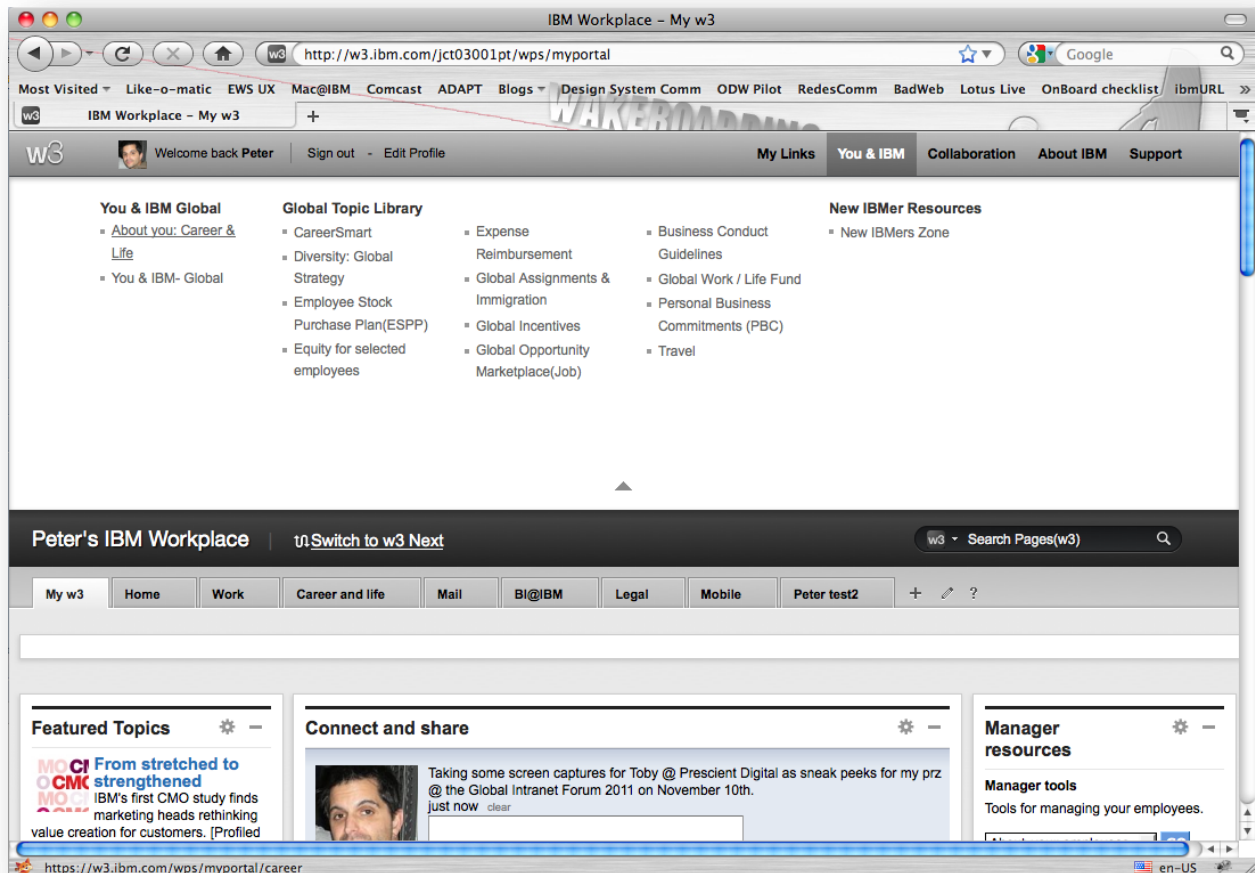 IBM Workplace – My w3
w3 http://w3.ibm.com/jct03001pt/wps/myportal Google
Most Visited Like-o-matic EWS UX Mac@IBM Comcast ADAPT Blogs Design System Comm ODW Pilot RedesComm BadWeb Lotus Live OnBoard checklist ibmURL »
WAKEBOARDING
w3 IBM Workplace – My w3 +
w3 Welcome back Peter | Sign out - Edit Profile My Links You & IBM Collaboration About IBM Support
You & IBM Global
About you: Career &
Life
You & IBM- Global
Global Topic Library
CareerSmart
Diversity: Global
Strategy
Employee Stock
Purchase Plan(ESPP)
Equity for selected
employees
Expense
Reimbursement
Global Assignments &
Immigration
Global Incentives
Global Opportunity
Marketplace(Job)
Business Conduct
Guidelines
Global Work / Life Fund
Personal Business
Commitments (PBC)
Travel
New IBMer Resources
New IBMers Zone
Peter's IBM Workplace | Switch to w3 Next w3 Search Pages(w3)
My w3 Home Work Career and life Mail BI@IBM Legal Mobile Peter test2 + ?
Featured Topics
From stretched to
strengthened
IBM's first CMO study finds
marketing heads rethinking
value creation for customers. [Profiled
Connect and share
Taking some screen captures for Toby @ Prescient Digital as sneak peeks for my prz
@ the Global Intranet Forum 2011 on November 10th.
just now clear
Manager
resources
Manager tools
Tools for managing your employees.
https://w3.ibm.com/wps/myportal/career en-US